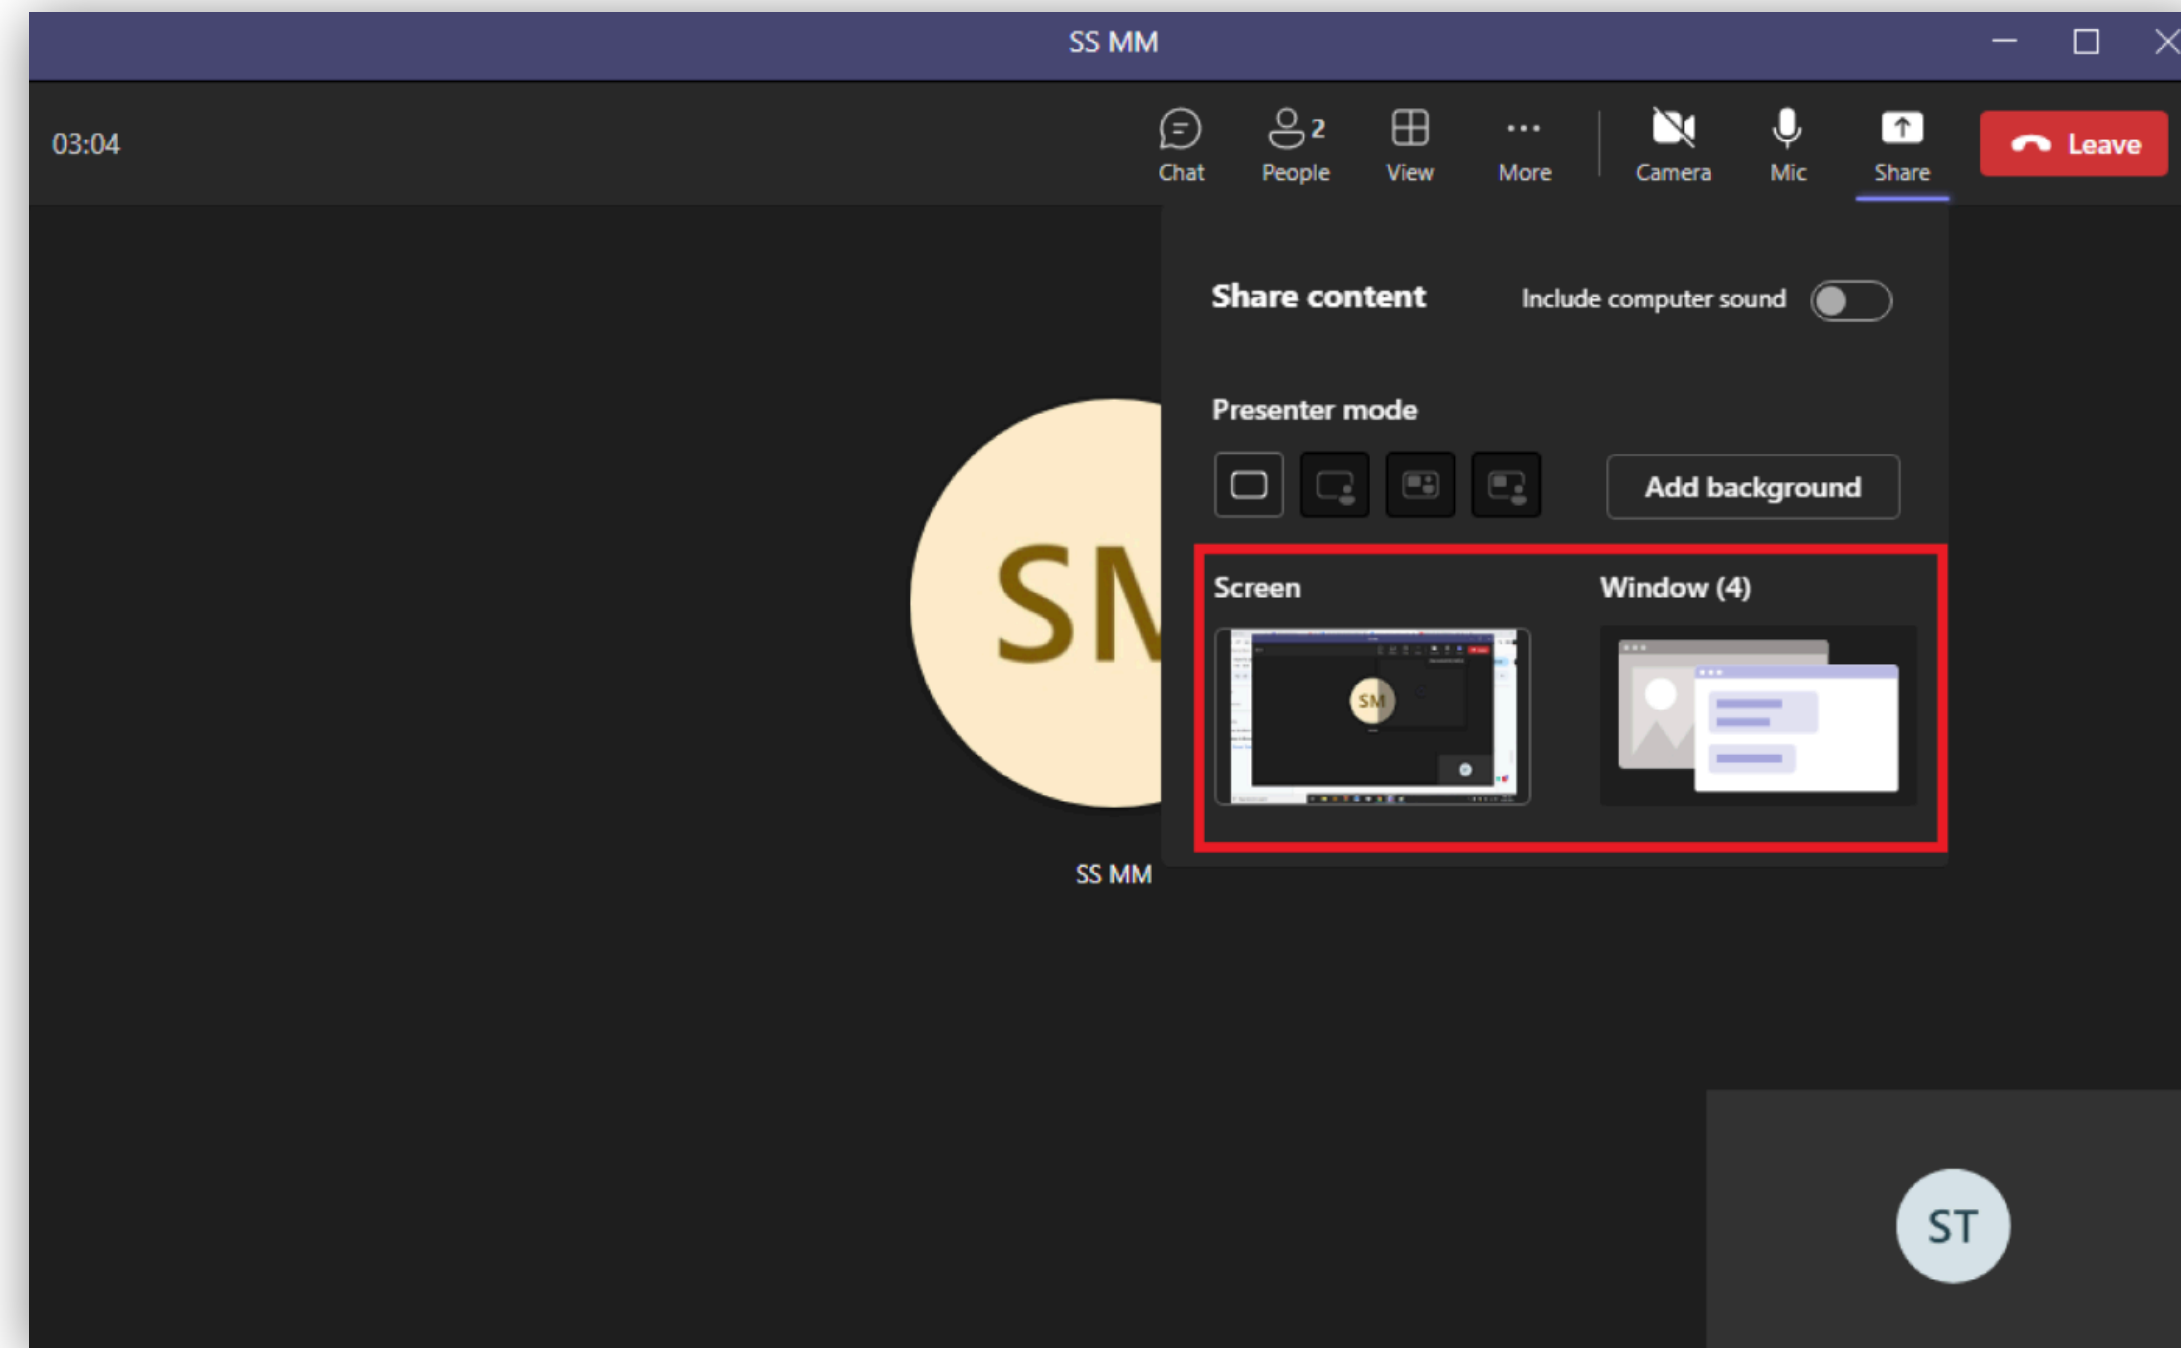 SS MM
03:04
2
Chat People View More Camera Mic Share Leave
Share content Include computer sound
Presenter mode
Add background
Screen Window (4)
SM
SM
SS MM
ST